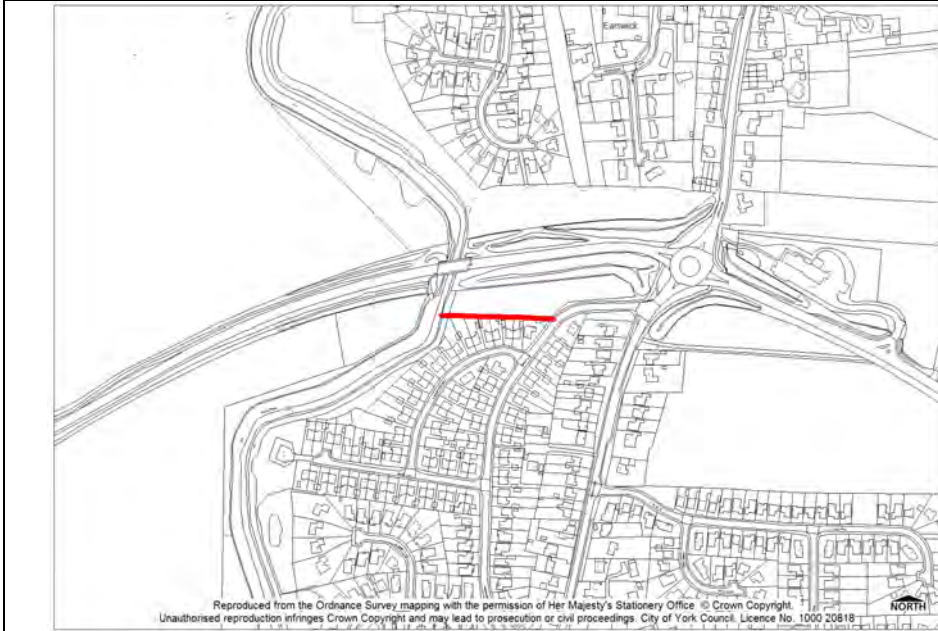 Earswick
Reproduced from the Ordnance Survey mapping with the permission of Her Majesty's Stationery Office © Crown Copyright.
Unauthorised reproduction infringes Crown Copyright and may lead to prosecution or civil proceedings. City of York Council. Licence No. 1000 20818
NORTH